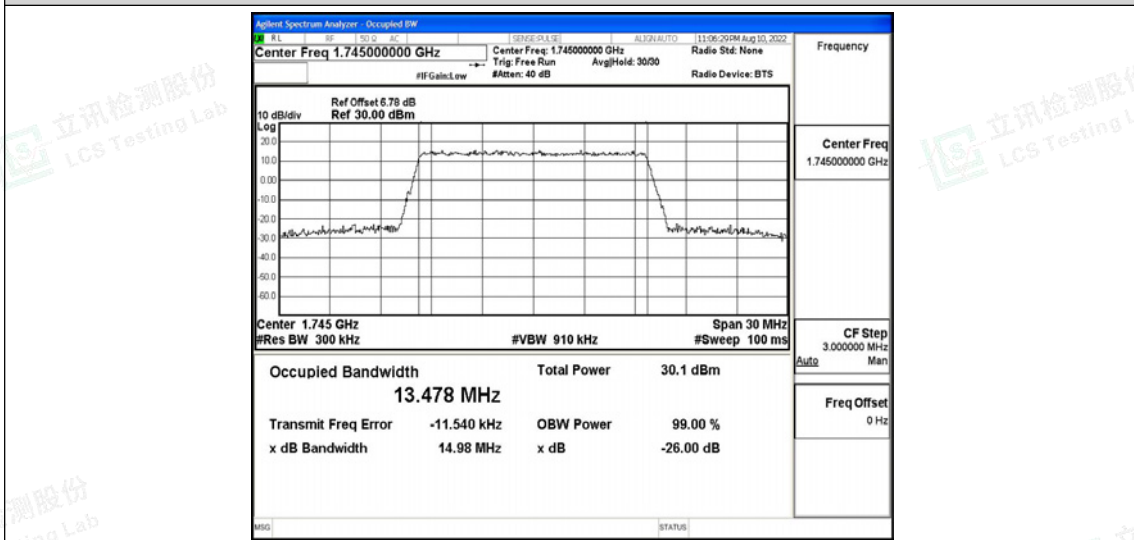 Agilent Spectrum Analyzer - Occupied BW
RL RF 50 Ω AC SENSE:PULSE ALIGN AUTO 11:06:29 PM Aug 10, 2022
Center Freq 1.745000000 GHz
Center Freq: 1.745000000 GHz
Radio Std: None
Trig: Free Run Avg|Hold: 30/30
#IFGain:Low
#Atten: 40 dB
Radio Device: BTS
Frequency
Ref Offset 6.78 dB
10 dB/div Ref 30.00 dBm
Log
20.0
10.0
0.00
-10.0
-20.0
-30.0
-40.0
-50.0
-60.0
Center Freq
1.745000000 GHz
Center 1.745 GHz Span 30 MHz
#Res BW 300 kHz #VBW 910 kHz #Sweep 100 ms
CF Step
3.000000 MHz
Auto Man
Occupied Bandwidth Total Power 30.1 dBm
13.478 MHz
Freq Offset
0 Hz
Transmit Freq Error -11.540 kHz OBW Power 99.00 %
x dB Bandwidth 14.98 MHz x dB -26.00 dB
MSG STATUS
立讯检测股份
LCS Testing Lab
立讯检测股份
LCS Testing L
测股份
ing Lab
立